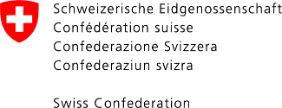 Schweizerische Eidgenossenschaft
Confédération suisse
Confederazione Svizzera
Confederaziun svizra
Swiss Confederation